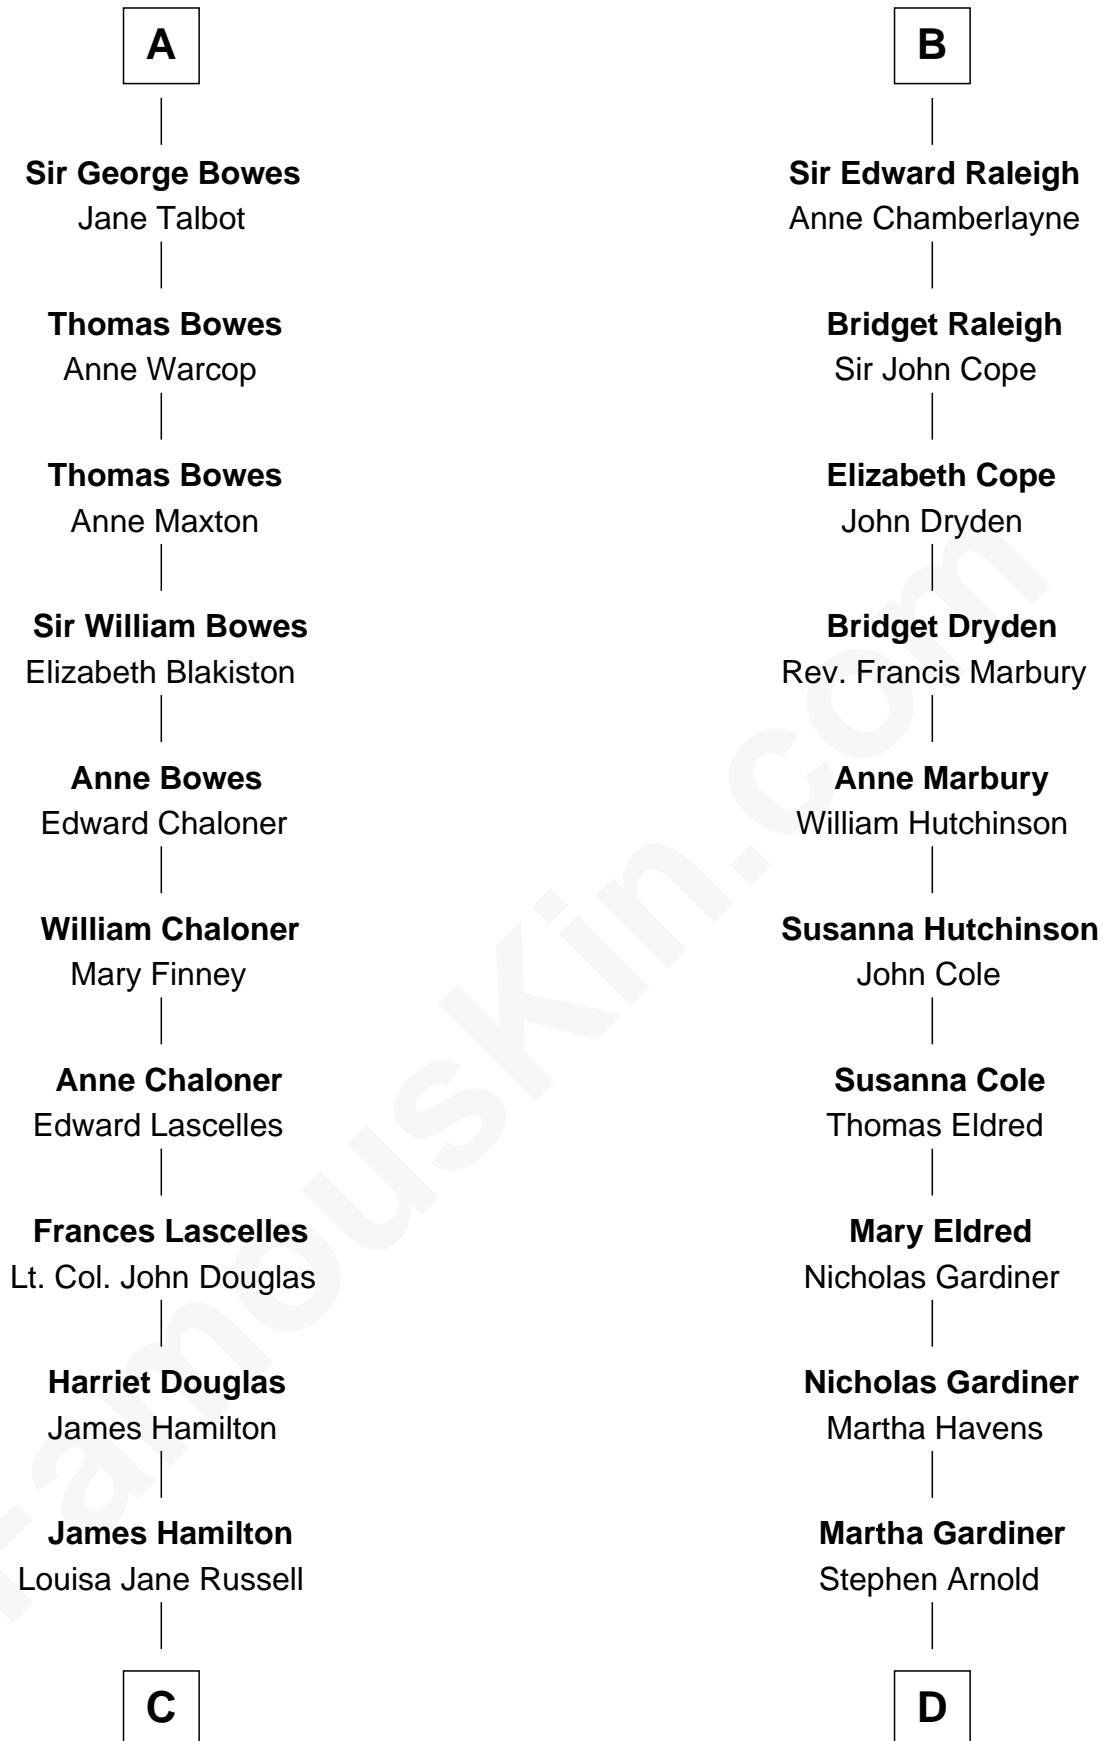 A
Sir George Bowes
Jane Talbot
Thomas Bowes
Anne Warcop
Thomas Bowes
Anne Maxton
Sir William Bowes
Elizabeth Blakiston
Anne Bowes
Edward Chaloner
William Chaloner
Mary Finney
Anne Chaloner
Edward Lascelles
Frances Lascelles
Lt. Col. John Douglas
Harriet Douglas
James Hamilton
James Hamilton
Louisa Jane Russell
C
B
Sir Edward Raleigh
Anne Chamberlayne
Bridget Raleigh
Sir John Cope
Elizabeth Cope
John Dryden
Bridget Dryden
Rev. Francis Marbury
Anne Marbury
William Hutchinson
Susanna Hutchinson
John Cole
Susanna Cole
Thomas Eldred
Mary Eldred
Nicholas Gardiner
Nicholas Gardiner
Martha Havens
Martha Gardiner
Stephen Arnold
D
FamousKin.com